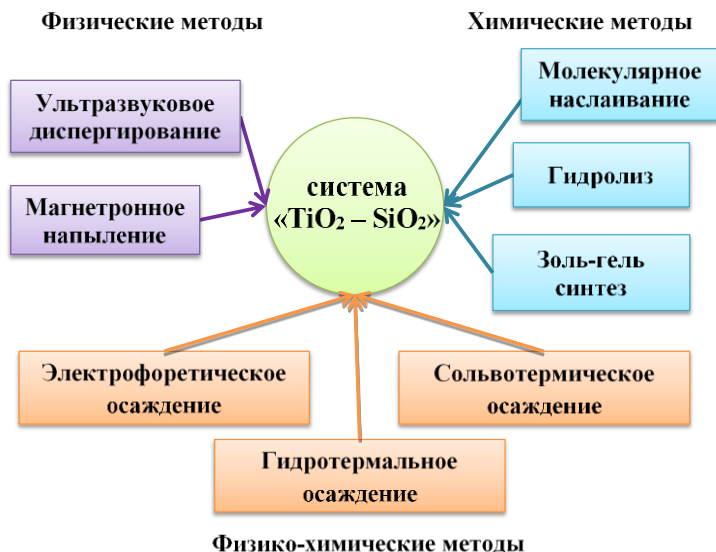 Физические методы
Химические методы
Ультразвуковое
диспергирование
Магнетронное
напыление
система
«TiO₂ – SiO₂»
Молекулярное
наслаивание
Гидролиз
Золь-гель
синтез
Электрофоретическое
осаждение
Сольвотермическое
осаждение
Гидротермальное
осаждение
Физико-химические методы